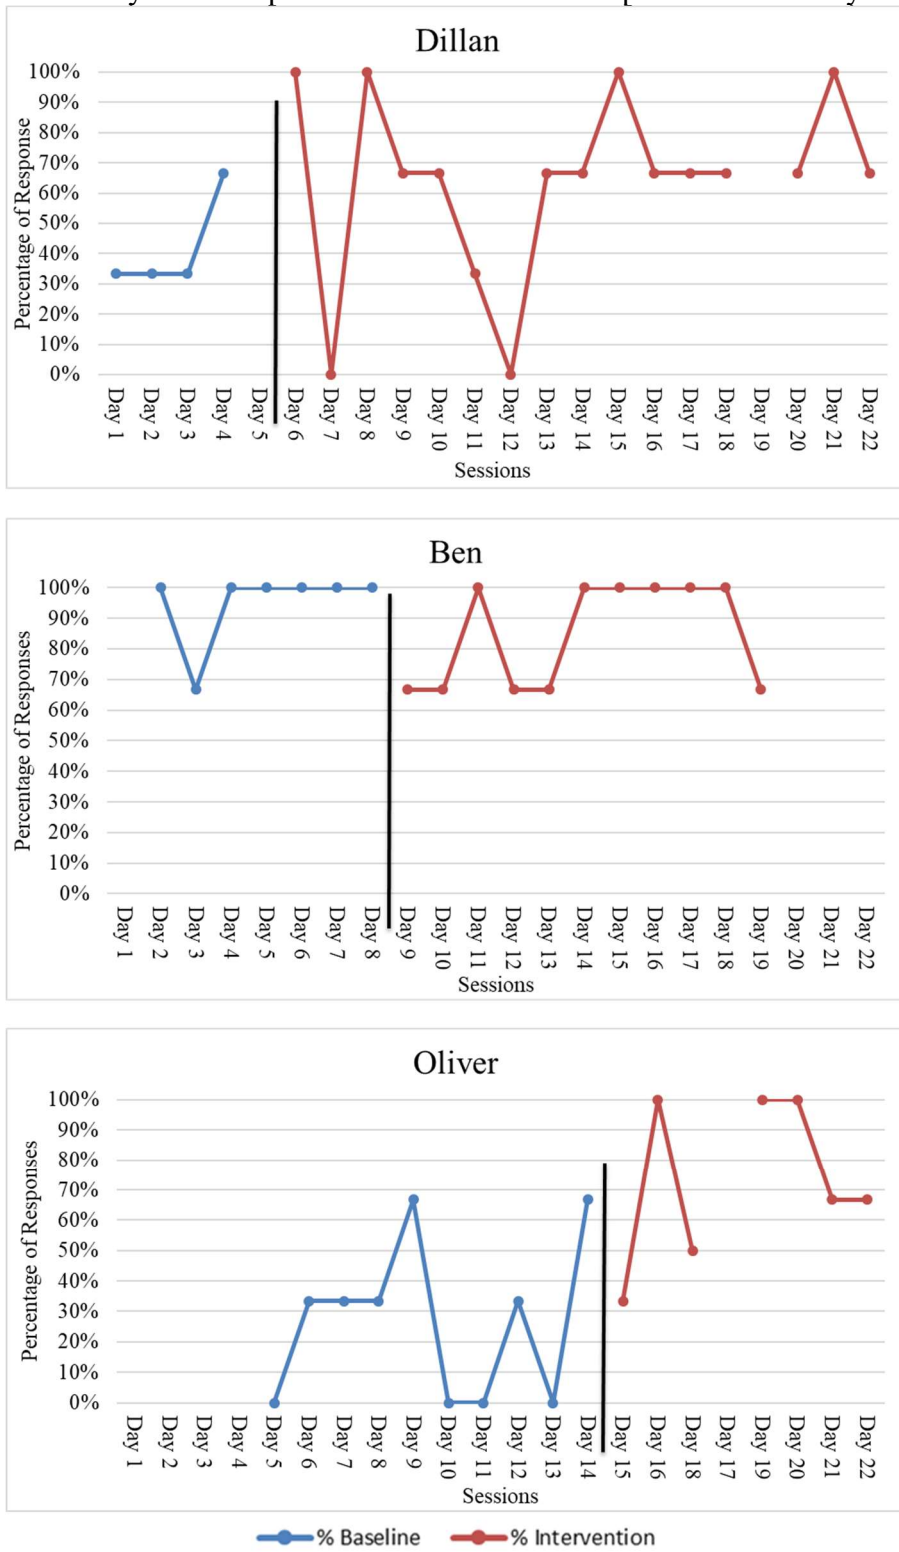 Dillan
Percentage of Response
100%
90%
80%
70%
60%
50%
40%
30%
20%
10%
0%
Day 1 Day 2 Day 3 Day 4 Day 5 Day 6 Day 7 Day 8 Day 9 Day 10 Day 11 Day 12 Day 13 Day 14 Day 15 Day 16 Day 17 Day 18 Day 19 Day 20 Day 21 Day 22
Sessions
Ben
Percentage of Responses
100%
90%
80%
70%
60%
50%
40%
30%
20%
10%
0%
Day 1 Day 2 Day 3 Day 4 Day 5 Day 6 Day 7 Day 8 Day 9 Day 10 Day 11 Day 12 Day 13 Day 14 Day 15 Day 16 Day 17 Day 18 Day 19 Day 20 Day 21 Day 22
Sessions
Oliver
Percentage of Responses
100%
90%
80%
70%
60%
50%
40%
30%
20%
10%
0%
Day 1 Day 2 Day 3 Day 4 Day 5 Day 6 Day 7 Day 8 Day 9 Day 10 Day 11 Day 12 Day 13 Day 14 Day 15 Day 16 Day 18 Day 17 Day 19 Day 20 Day 21 Day 22
Sessions
% Baseline % Intervention